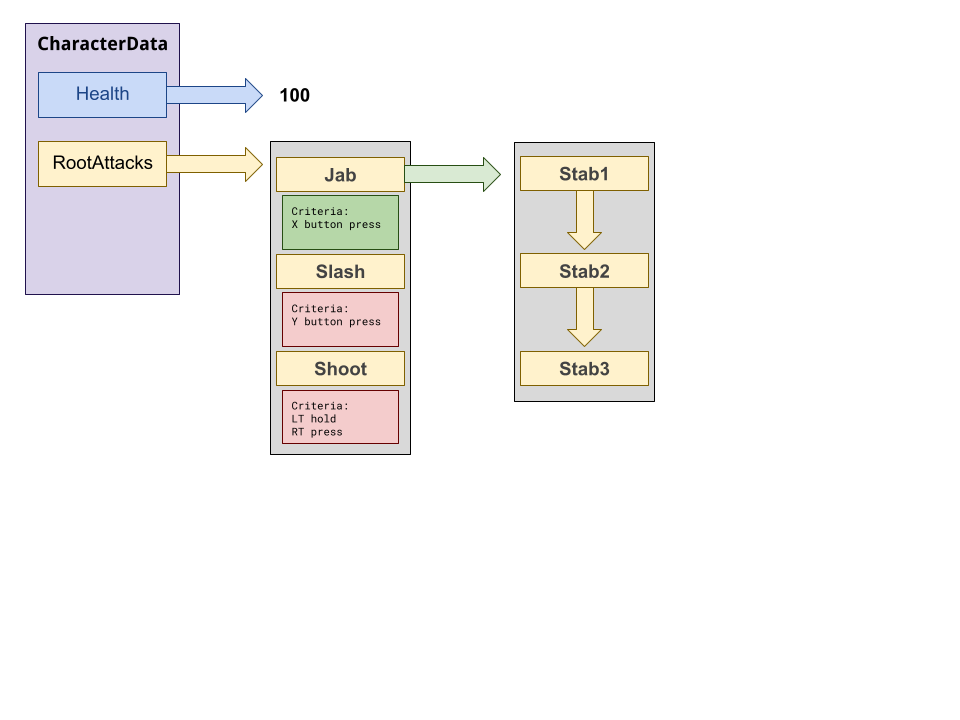 CharacterData
Health
100
RootAttacks
Jab
Criteria:
X button press
Slash
Criteria:
Y button press
Shoot
Criteria:
LT hold
RT press
Stab1
Stab2
Stab3